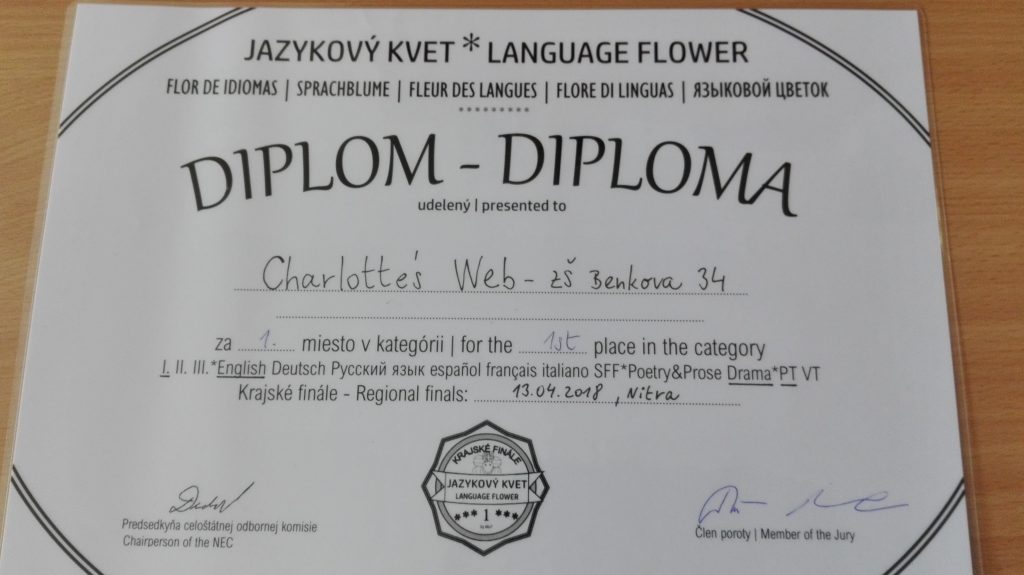 JAZYKOVÝ KVET * LANGUAGE FLOWER
FLOR DE IDIOMAS | SPRACHBLUME | FLEUR DES LANGUES | FLORE DI LINGUAS | ЯЗЫКОВОЙ ЦВЕТОК
*********
DIPLOM - DIPLOMA
udelený | presented to
Charlotte's Web - ZŠ Benkova 34
za 1. miesto v kategórii | for the 1st place in the category
I. II. III.*English Deutsch Русский язык español français italiano SFF*Poetry&Prose Drama*PT VT
Krajské finále - Regional finals: 13.04.2018, Nitra
KRAJSKÉ FINÁLE
JAZYKOVÝ KVET
LANGUAGE FLOWER
*** 1 ***
Predsedkyňa celoštátnej odbornej komisie
Chairperson of the NEC
Člen poroty | Member of the Jury